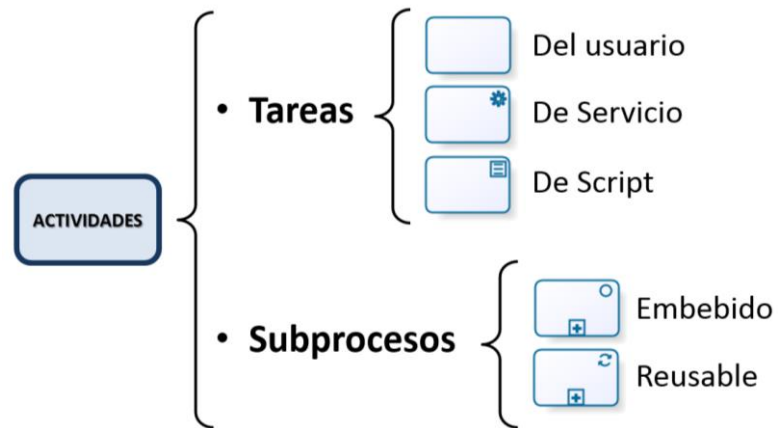 ACTIVIDADES
• Tareas
Del usuario
De Servicio
De Script
• Subprocesos
Embebido
Reusable